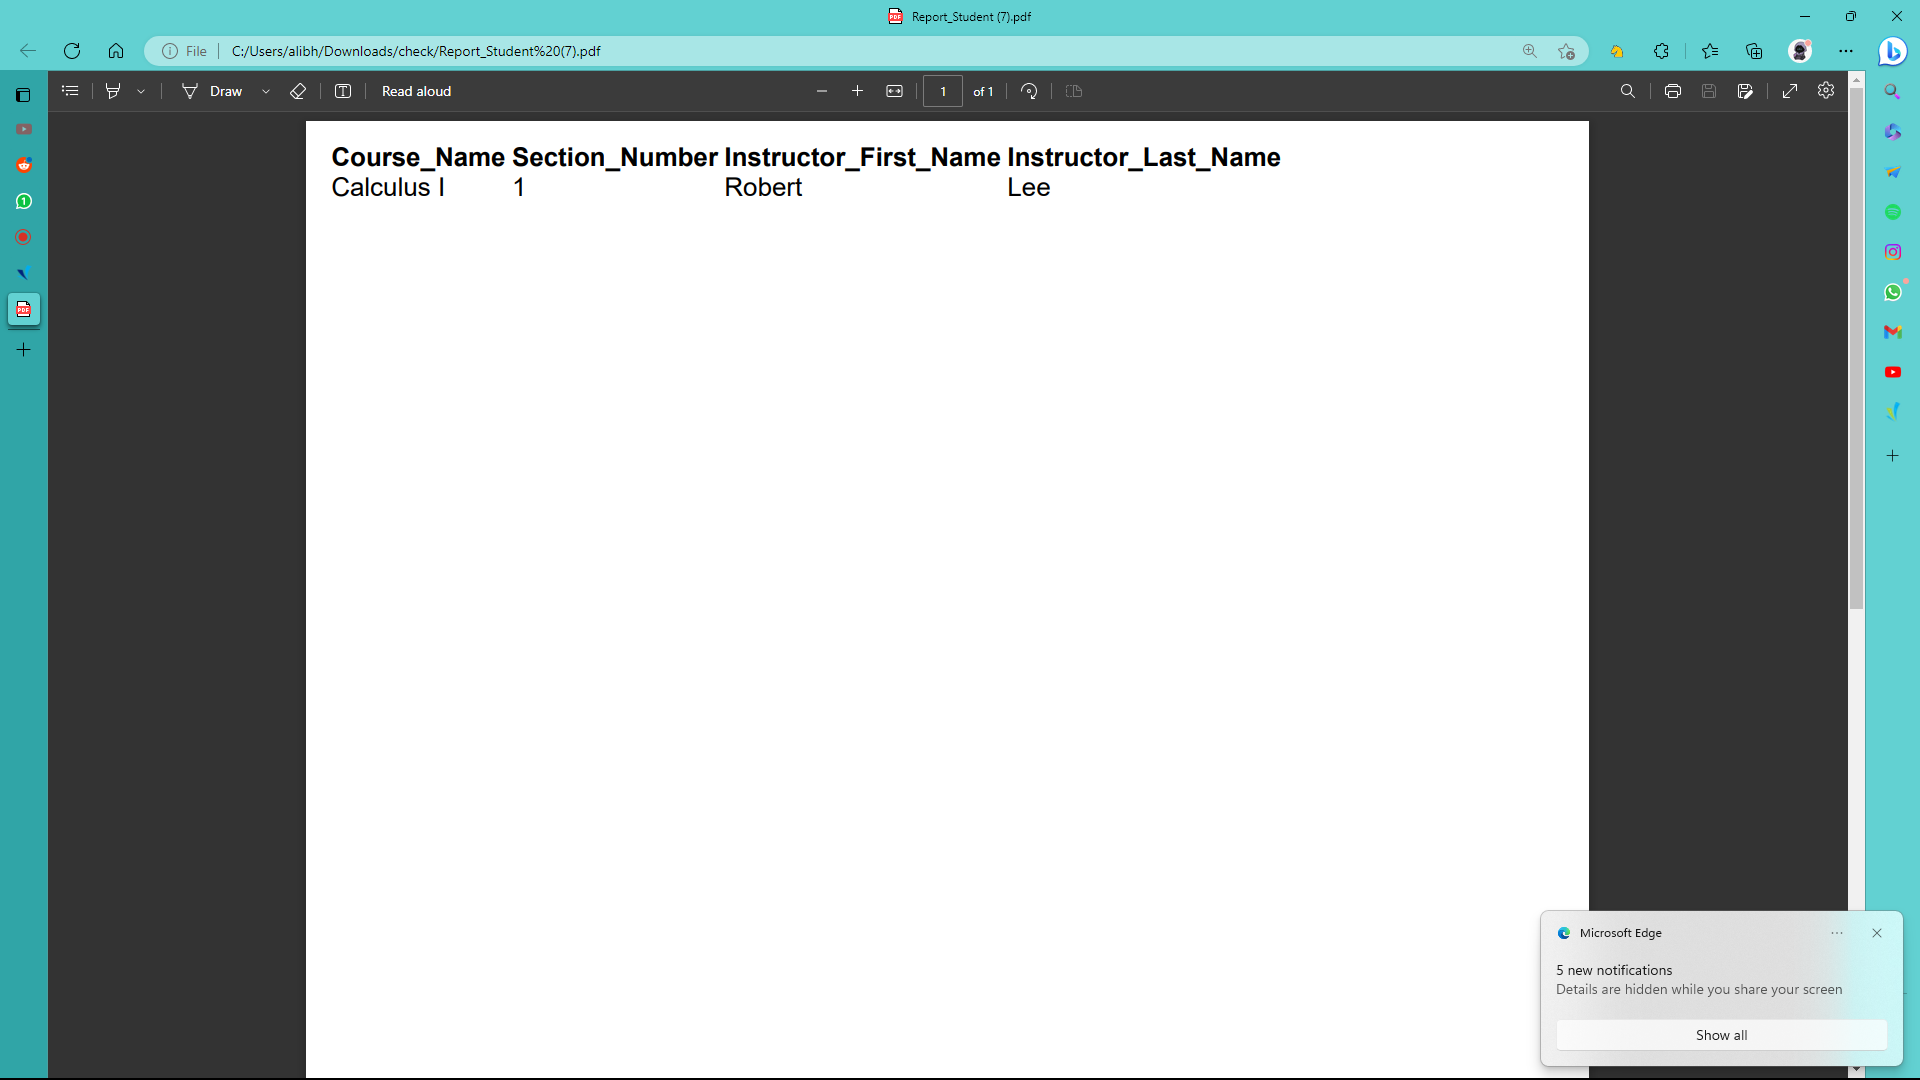 Report_Student (7).pdf
File C:/Users/alibh/Downloads/check/Report_Student%20(7).pdf
Draw Read aloud 1 of 1
Course_Name Section_Number Instructor_First_Name Instructor_Last_Name
Calculus I 1 Robert Lee
Microsoft Edge
5 new notifications
Details are hidden while you share your screen
Show all